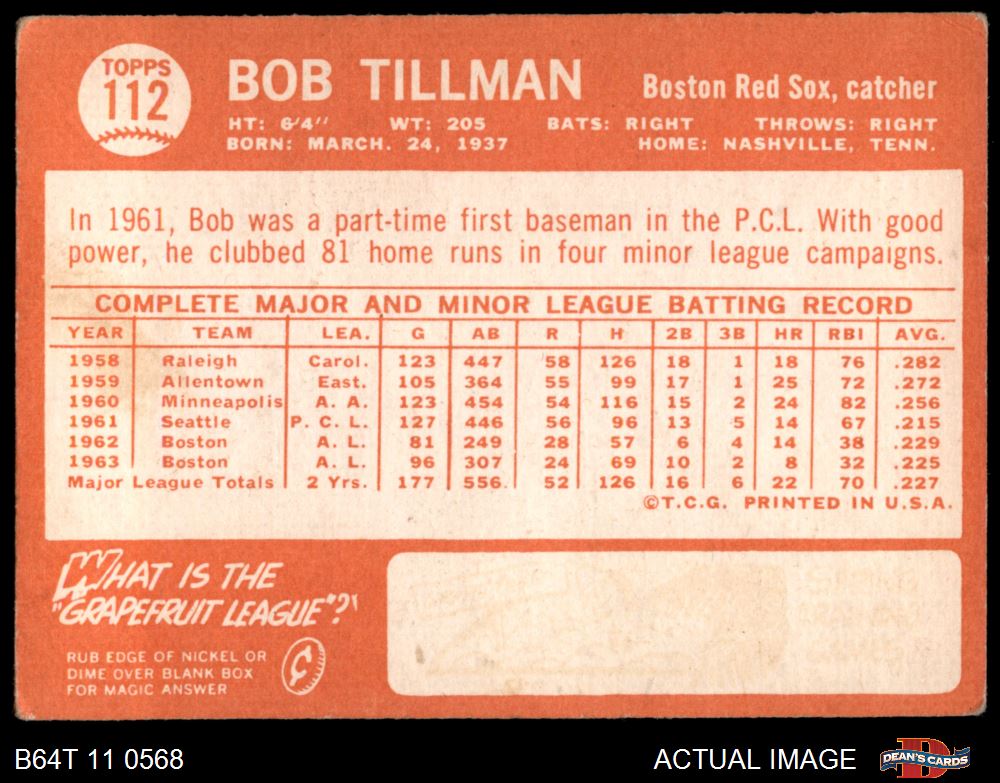 TOPPS
112
BOB TILLMAN
Boston Red Sox, catcher
HT: 6'4" WT: 205 BATS: RIGHT THROWS: RIGHT
BORN: MARCH. 24, 1937 HOME: NASHVILLE, TENN.
In 1961, Bob was a part-time first baseman in the P.C.L. With good
power, he clubbed 81 home runs in four minor league campaigns.
COMPLETE MAJOR AND MINOR LEAGUE BATTING RECORD
YEAR TEAM LEA. G AB R H 2B 3B HR RBI AVG.
1958 Raleigh Carol. 123 447 58 126 18 1 18 76 .282
1959 Allentown East. 105 364 55 99 17 1 25 72 .272
1960 Minneapolis A. A. 123 454 54 116 15 2 24 82 .256
1961 Seattle P. C. L. 127 446 56 96 13 5 14 67 .215
1962 Boston A. L. 81 249 28 57 6 4 14 38 .229
1963 Boston A. L. 96 307 24 69 10 2 8 32 .225
Major League Totals 2 Yrs. 177 556 52 126 16 6 22 70 .227
©T.C.G. PRINTED IN U.S.A.
WHAT IS THE
"GRAPEFRUIT LEAGUE"?
RUB EDGE OF NICKEL OR
DIME OVER BLANK BOX
FOR MAGIC ANSWER
B64T 11 0568
ACTUAL IMAGE
DEAN'S CARDS